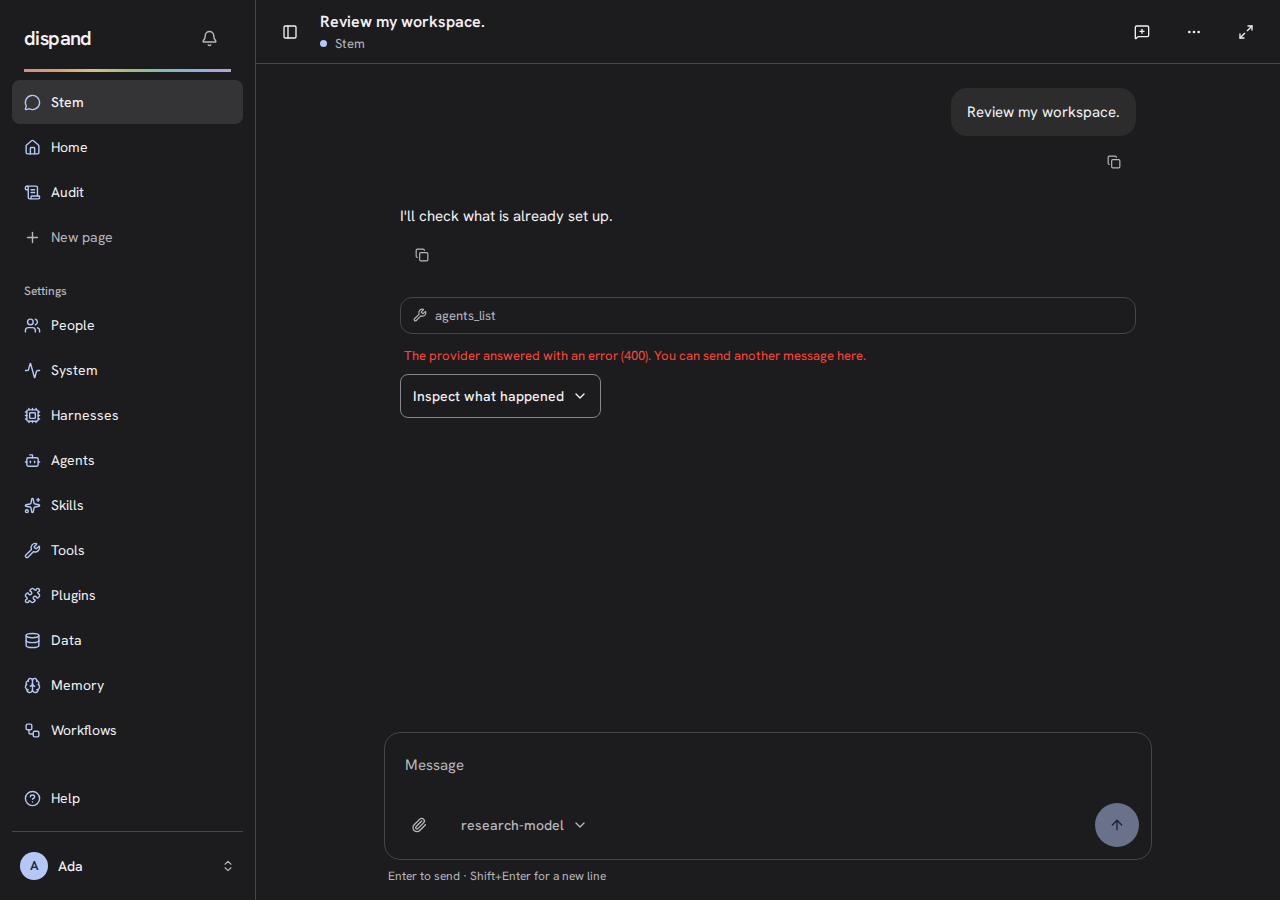 dispand
Stem
Home
Audit
New page
Settings
People
System
Harnesses
Agents
Skills
Tools
Plugins
Data
Memory
Workflows
Help
A
Ada
Review my workspace.
Stem
Review my workspace.
I'll check what is already set up.
agents_list
The provider answered with an error (400). You can send another message here.
Inspect what happened
Message
research-model
Enter to send · Shift+Enter for a new line